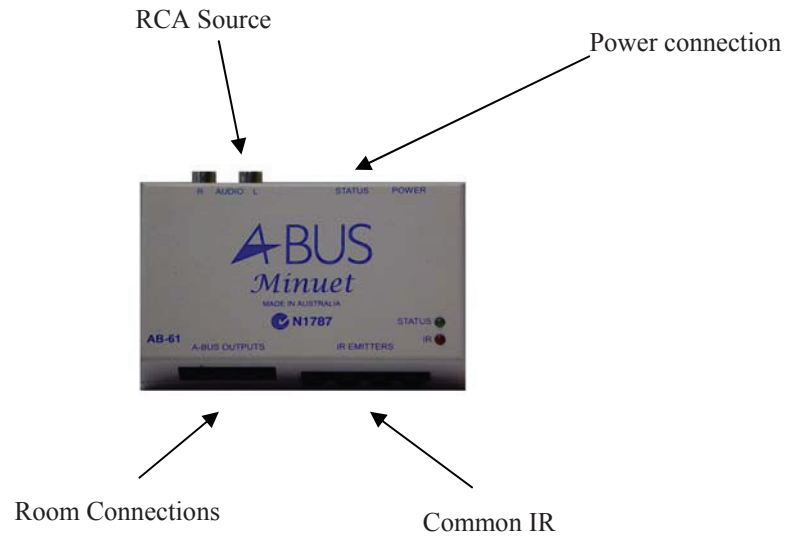 RCA Source
Power connection
R AUDIO L
STATUS POWER
A-BUS
Minuet
MADE IN AUSTRALIA
N1787
STATUS
IR
AB-61
A-BUS OUTPUTS
IR EMITTERS
Room Connections
Common IR